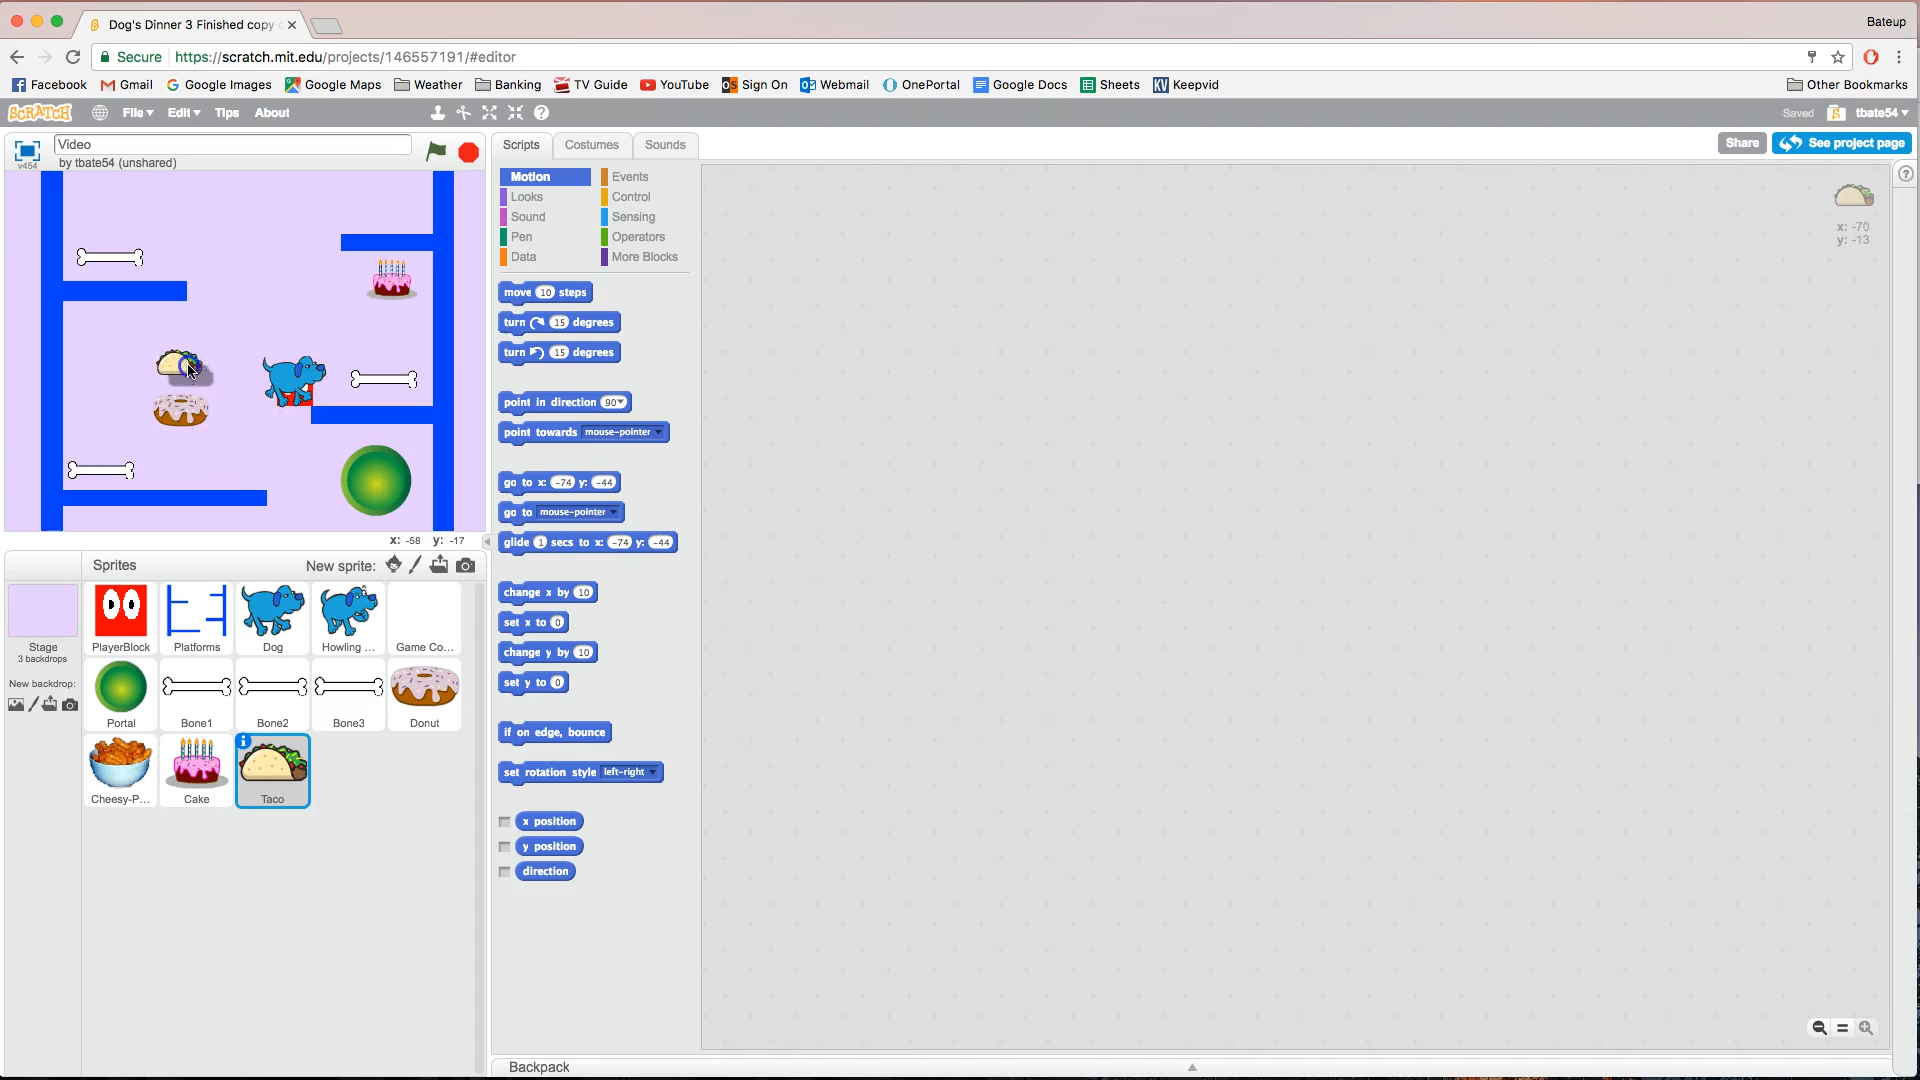 Dog's Dinner 3 Finished copy
Bateup
Secure https://scratch.mit.edu/projects/146557191/#editor
Facebook Gmail Google Images Google Maps Weather Banking TV Guide YouTube Sign On Webmail OnePortal Google Docs Sheets Keepvid Other Bookmarks
SCRATCH File Edit Tips About Saved tbate54
Video
by tbate54 (unshared)
v454
Scripts Costumes Sounds
Share See project page
Motion Events
Looks Control
Sound Sensing
Pen Operators
Data More Blocks
x: -70
y: -13
move 10 steps
turn 15 degrees
turn 15 degrees
point in direction 90
point towards mouse-pointer
go to x: -74 y: -44
go to mouse-pointer
glide 1 secs to x: -74 y: -44
change x by 10
set x to 0
change y by 10
set y to 0
if on edge, bounce
set rotation style left-right
x position
y position
direction
x: -58 y: -17
Sprites New sprite:
Stage
3 backdrops
New backdrop:
PlayerBlock Platforms Dog Howling ... Game Co...
Portal Bone1 Bone2 Bone3 Donut
Cheesy-P... Cake Taco
Backpack